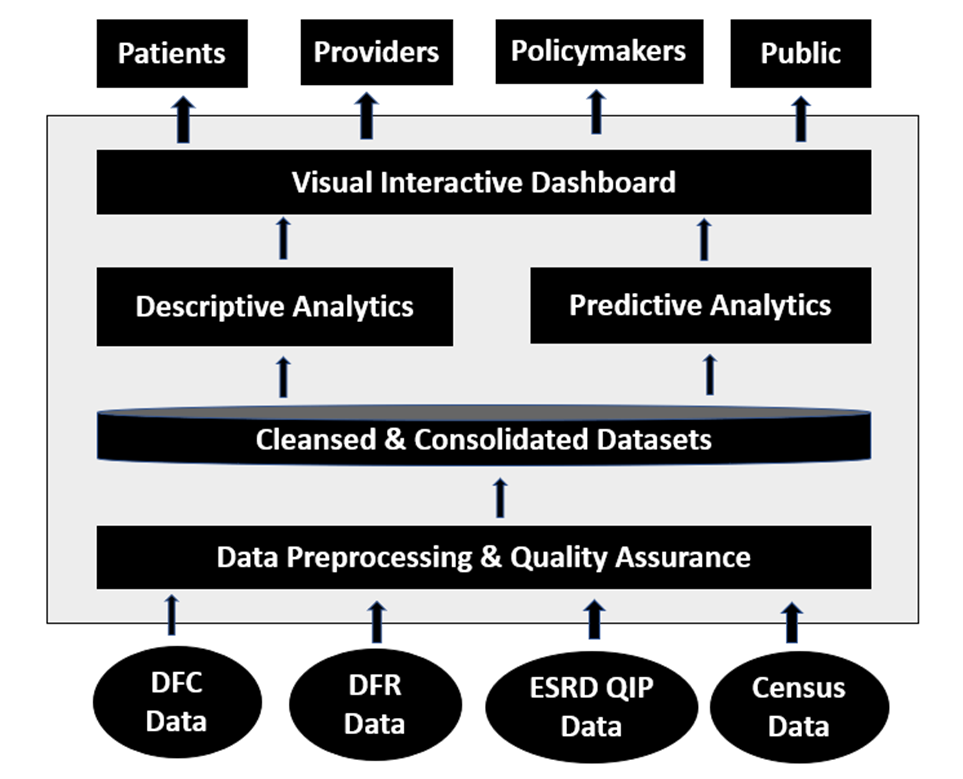 Patients
Providers
Policymakers
Public
Visual Interactive Dashboard
Descriptive Analytics
Predictive Analytics
Cleansed & Consolidated Datasets
Data Preprocessing & Quality Assurance
DFC
Data
DFR
Data
ESRD QIP
Data
Census
Data